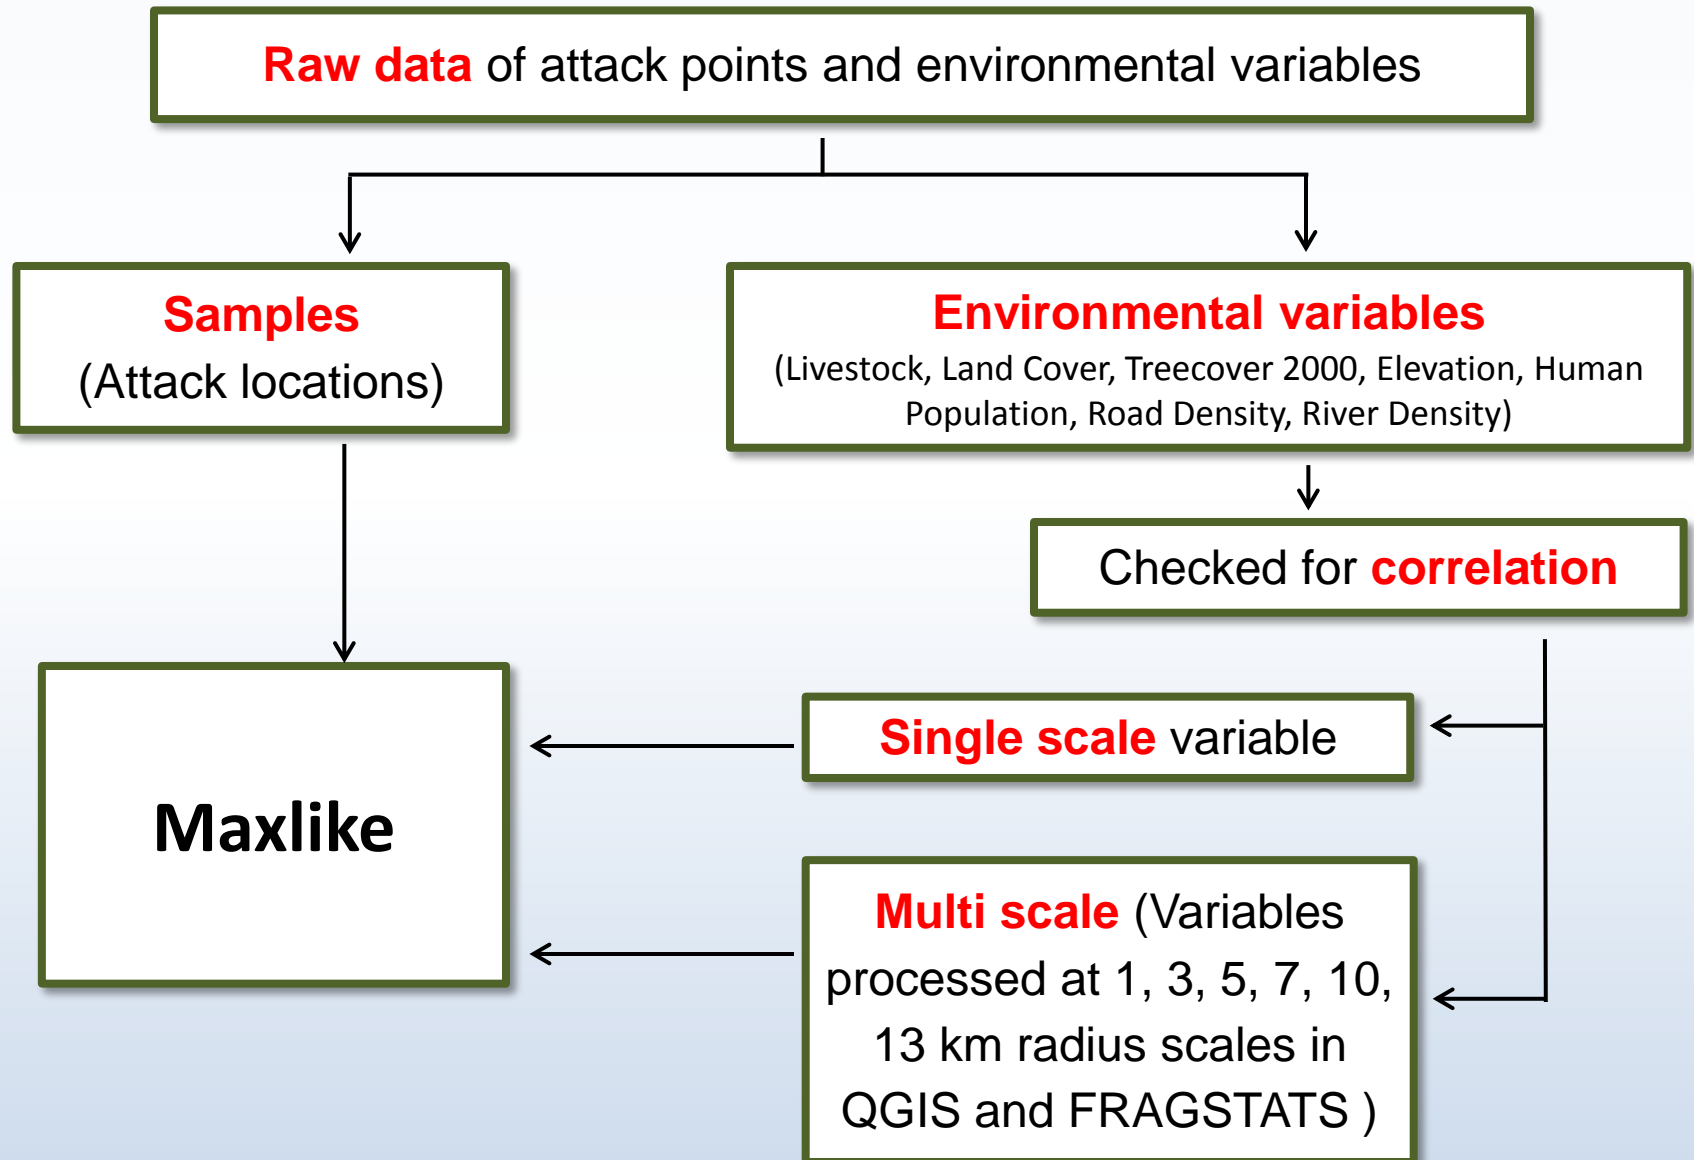 Raw data of attack points and environmental variables
Samples
(Attack locations)
Environmental variables
(Livestock, Land Cover, Treecover 2000, Elevation, Human
Population, Road Density, River Density)
Checked for correlation
Single scale variable
Maxlike
Multi scale (Variables
processed at 1, 3, 5, 7, 10,
13 km radius scales in
QGIS and FRAGSTATS )